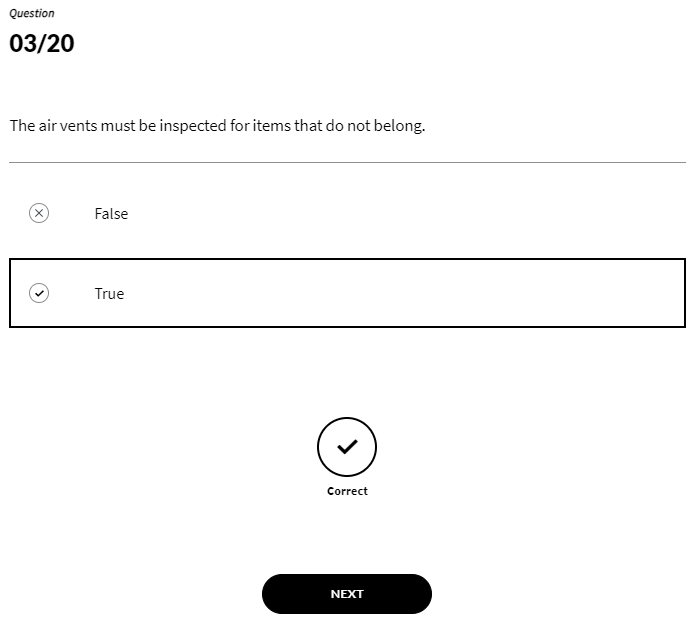 Question
03/20
The air vents must be inspected for items that do not belong.
False
True
Correct
NEXT